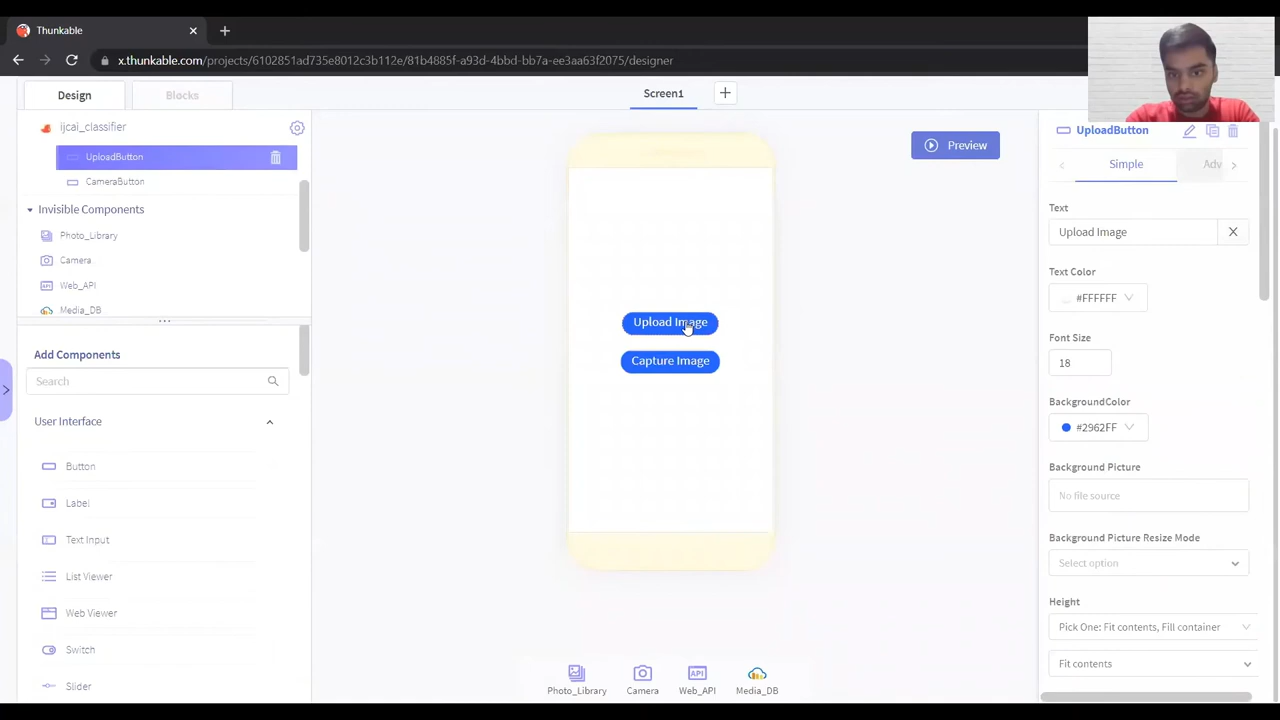 Thunkable
x.thunkable.com/projects/6102851ad735e8012c3b112e/81b4885f-a93d-4bbd-bb7a-ee3aa63f2075/designer
Design
Blocks
Screen1
ijcai_classifier
UploadButton
CameraButton
Invisible Components
Photo_Library
Camera
Web_API
Media_DB
Add Components
Search
User Interface
Button
Label
Text Input
List Viewer
Web Viewer
Switch
Slider
Preview
Upload Image
Capture Image
Photo_Library
Camera
API
Web_API
Media_DB
UploadButton
Simple
Adv
Text
Upload Image
Text Color
#FFFFFF
Font Size
18
BackgroundColor
#2962FF
Background Picture
No file source
Background Picture Resize Mode
Select option
Height
Pick One: Fit contents, Fill container
Fit contents